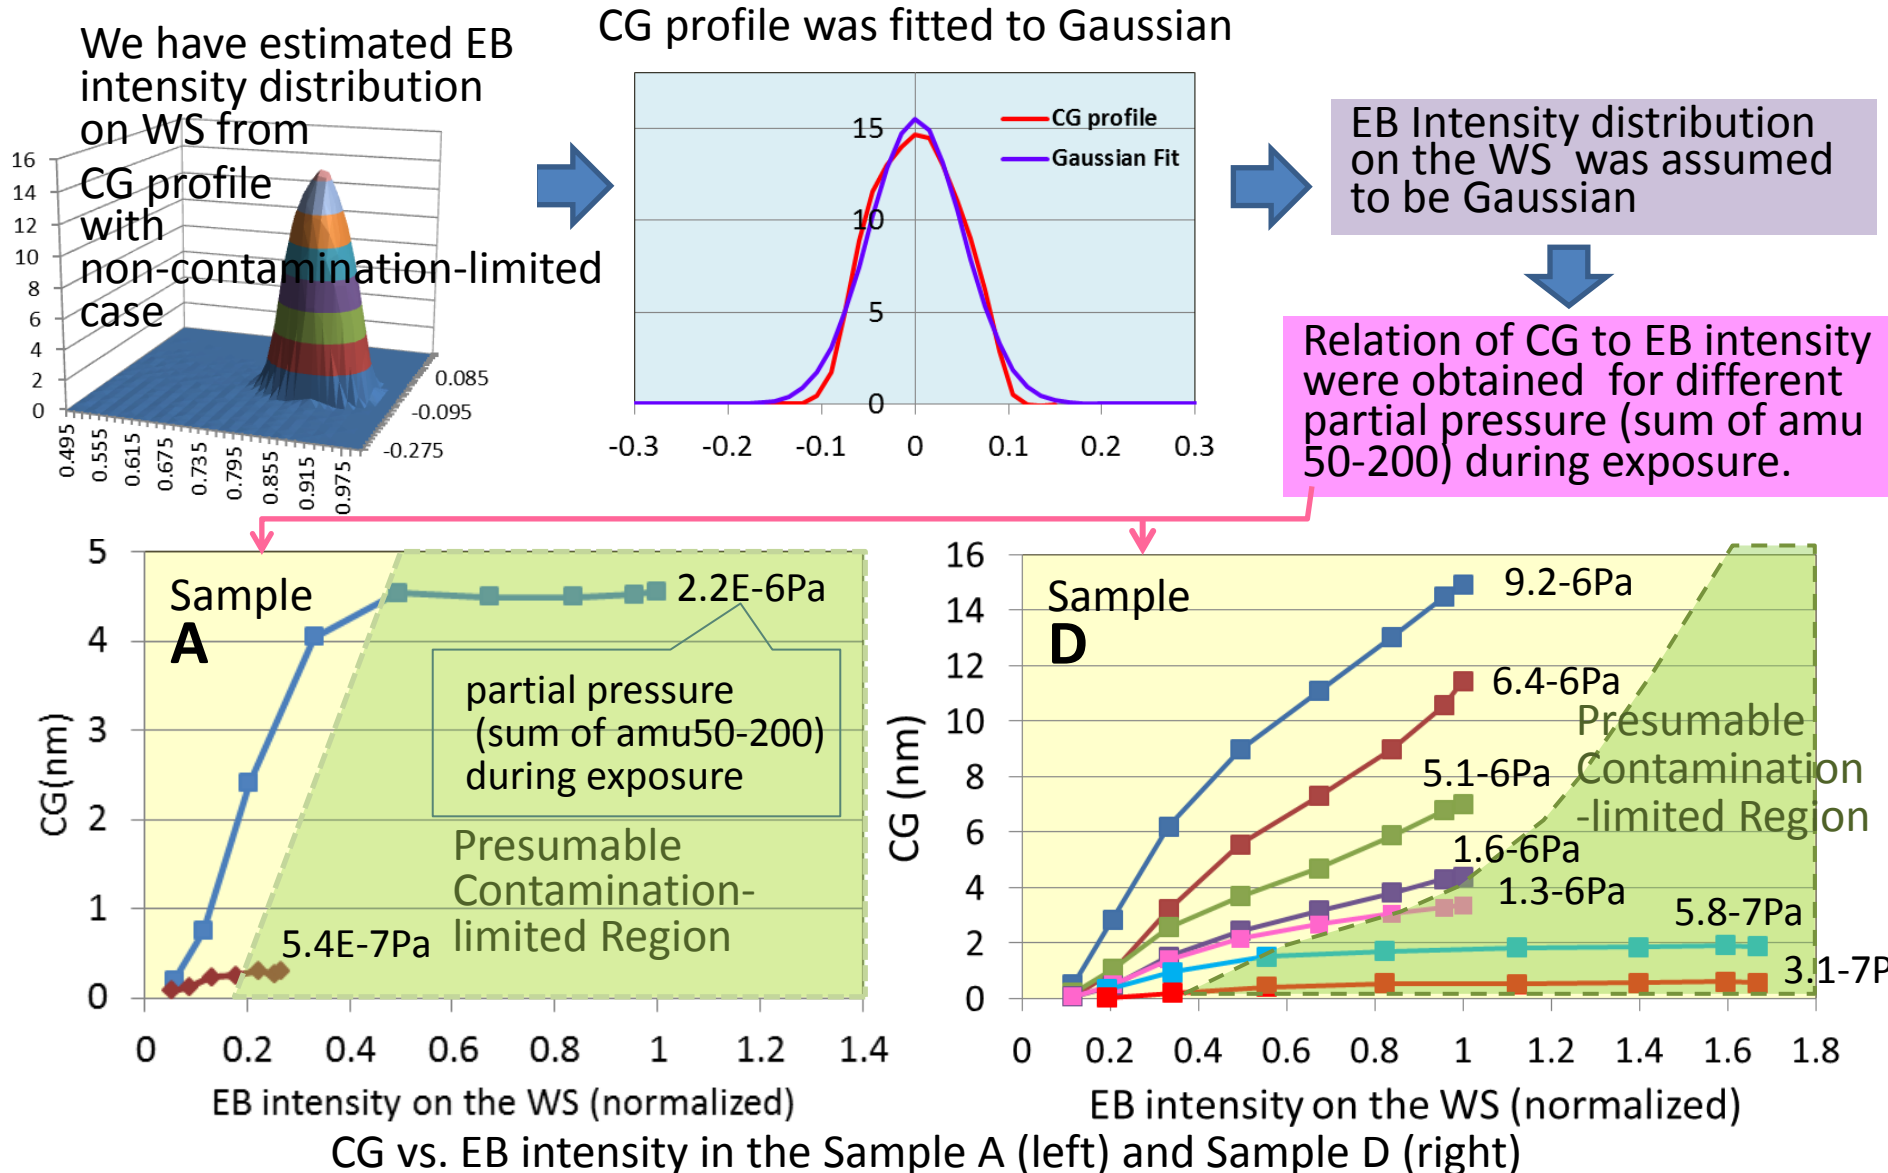 We have estimated EB
intensity distribution
on WS from
CG profile
with
non-contamination-limited
case
16
14
12
10
8
6
4
2
0
0.495
0.555
0.615
0.675
0.735
0.795
0.855
0.915
0.975
0.085
-0.095
-0.275
CG profile was fitted to Gaussian
CG profile
Gaussian Fit
15
10
5
0
-0.3
-0.2
-0.1
0
0.1
0.2
0.3
EB Intensity distribution
on the WS was assumed
to be Gaussian
Relation of CG to EB intensity
were obtained for different
partial pressure (sum of amu
50-200) during exposure.
Sample
A
5
4
3
2
1
0
CG(nm)
2.2E-6Pa
partial pressure
(sum of amu50-200)
during exposure
Presumable
Contamination-
limited Region
5.4E-7Pa
0
0.2
0.4
0.6
0.8
1
1.2
1.4
EB intensity on the WS (normalized)
Sample
D
16
14
12
10
8
6
4
2
0
CG (nm)
9.2-6Pa
6.4-6Pa
Presumable
Contamination
-limited Region
5.1-6Pa
1.6-6Pa
1.3-6Pa
5.8-7Pa
3.1-7P
0
0.2
0.4
0.6
0.8
1
1.2
1.4
1.6
1.8
EB intensity on the WS (normalized)
CG vs. EB intensity in the Sample A (left) and Sample D (right)